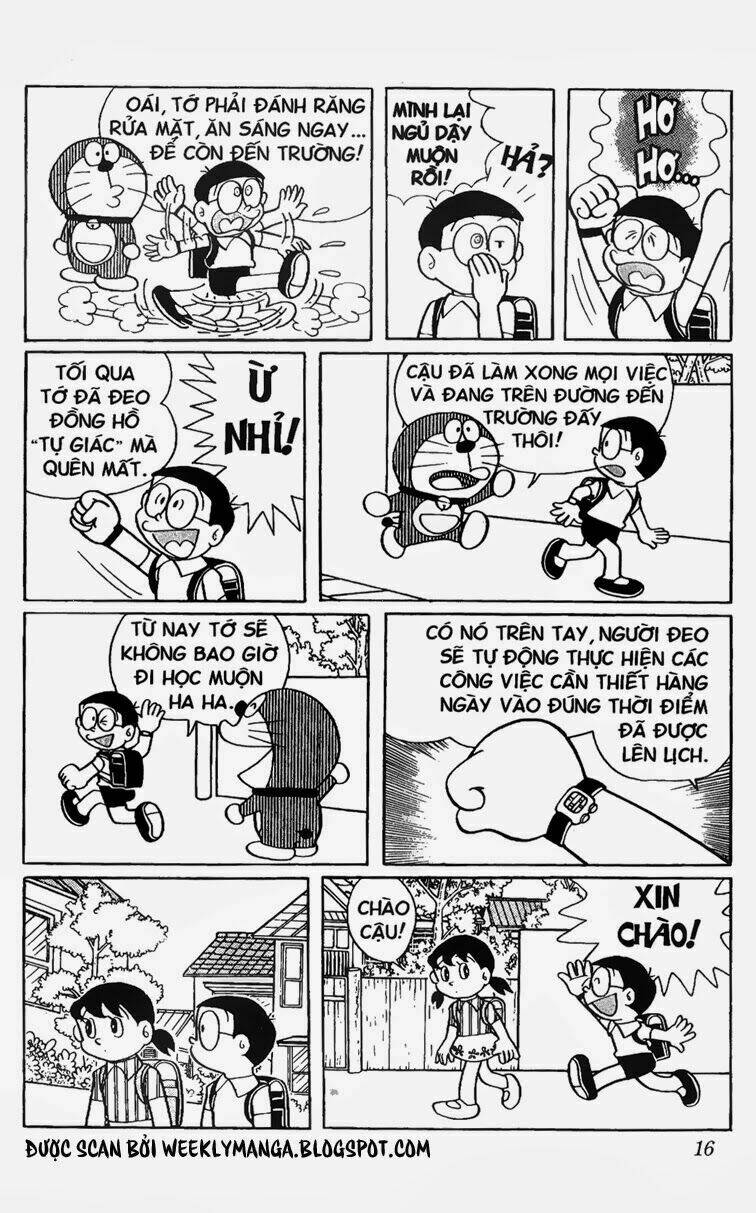 HƠ
HƠ...
HẢ?
MÌNH LẠI
NGỦ DẬY
MUỘN
RỒI!
OÁI, TỚ PHẢI ĐÁNH RĂNG
RỬA MẶT, ĂN SÁNG NGAY...
ĐỂ CÒN ĐẾN TRƯỜNG!
CẬU ĐÃ LÀM XONG MỌI VIỆC
VÀ ĐANG TRÊN ĐƯỜNG ĐẾN
TRƯỜNG ĐẤY
THÔI!
Ừ
NHỈ!
TỐI QUA
TỚ ĐÃ ĐEO
ĐỒNG HỒ
“TỰ GIÁC” MÀ
QUÊN MẤT.
CÓ NÓ TRÊN TAY, NGƯỜI ĐEO
SẼ TỰ ĐỘNG THỰC HIỆN CÁC
CÔNG VIỆC CẦN THIẾT HÀNG
NGÀY VÀO ĐÚNG THỜI ĐIỂM
ĐÃ ĐƯỢC
LÊN LỊCH.
TỪ NAY TỚ SẼ
KHÔNG BAO GIỜ
ĐI HỌC MUỘN
HA HA.
XIN
CHÀO!
CHÀO
CẬU!
ĐƯỢC SCAN BỞI WEEKLYMANGA.BLOGSPOT.COM
16